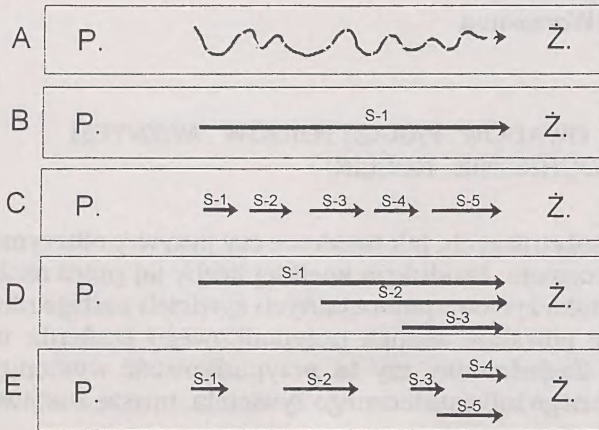 A P. Ż.
B P. S-1 Ż.
C P. S-1 S-2 S-3 S-4 S-5 Ż.
D P. S-1 Ż.
S-2
S-3
E P. S-1 S-2 S-3 S-4 Ż.
S-5